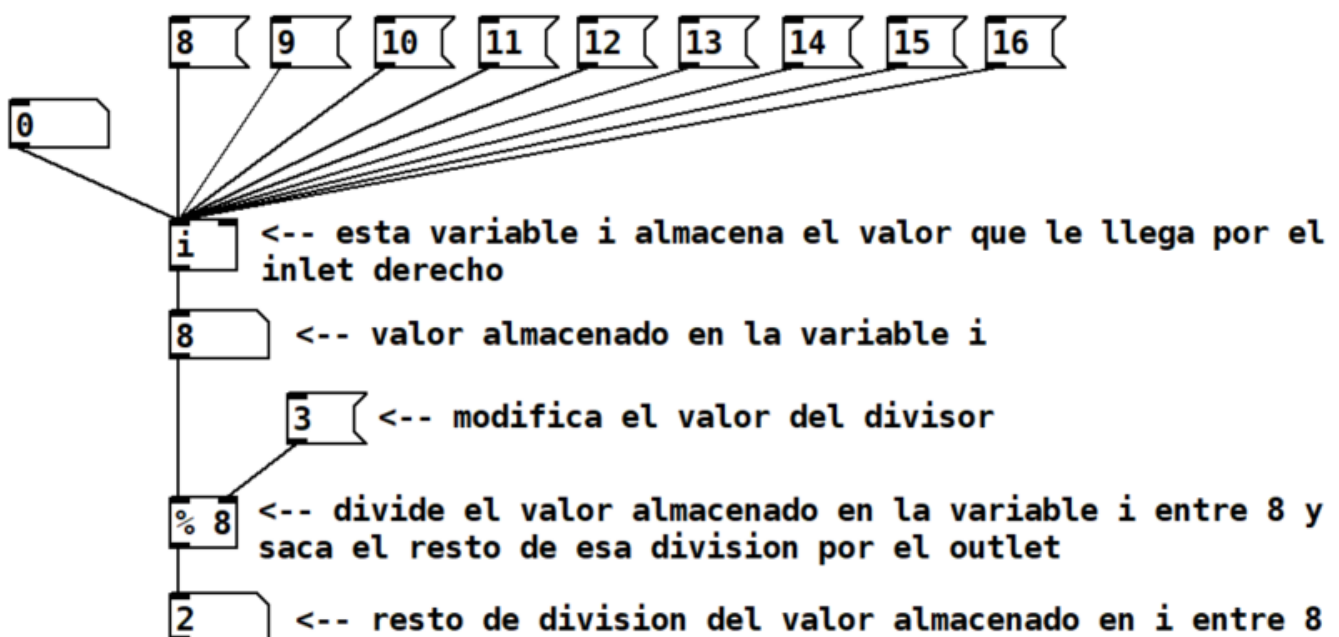 8 9 10 11 12 13 14 15 16
0
i <-- esta variable i almacena el valor que le llega por el
inlet derecho
8 <-- valor almacenado en la variable i
3 <-- modifica el valor del divisor
% 8 <-- divide el valor almacenado en la variable i entre 8 y
saca el resto de esa division por el outlet
2 <-- resto de division del valor almacenado en i entre 8